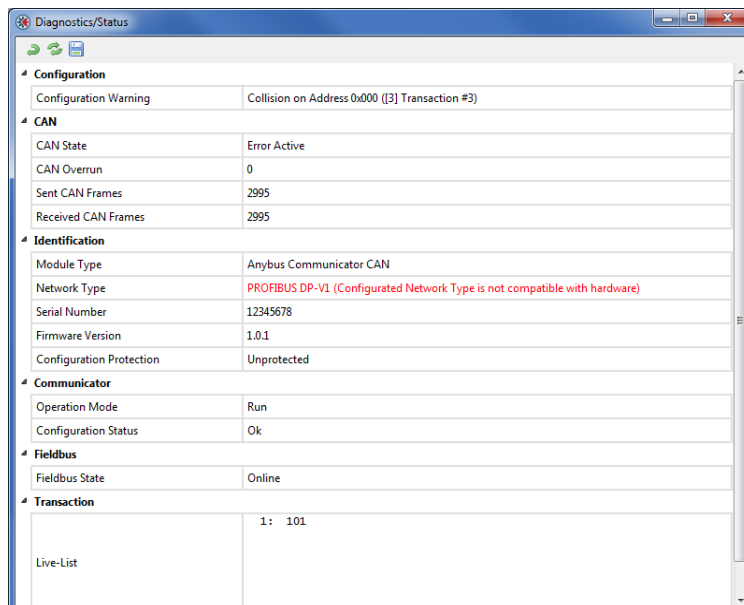 Diagnostics/Status
Configuration
Configuration Warning Collision on Address 0x000 ([3] Transaction #3)
CAN
CAN State Error Active
CAN Overrun 0
Sent CAN Frames 2995
Received CAN Frames 2995
Identification
Module Type Anybus Communicator CAN
Network Type PROFIBUS DP-V1 (Configurated Network Type is not compatible with hardware)
Serial Number 12345678
Firmware Version 1.0.1
Configuration Protection Unprotected
Communicator
Operation Mode Run
Configuration Status Ok
Fieldbus
Fieldbus State Online
Transaction
1: 101
Live-List